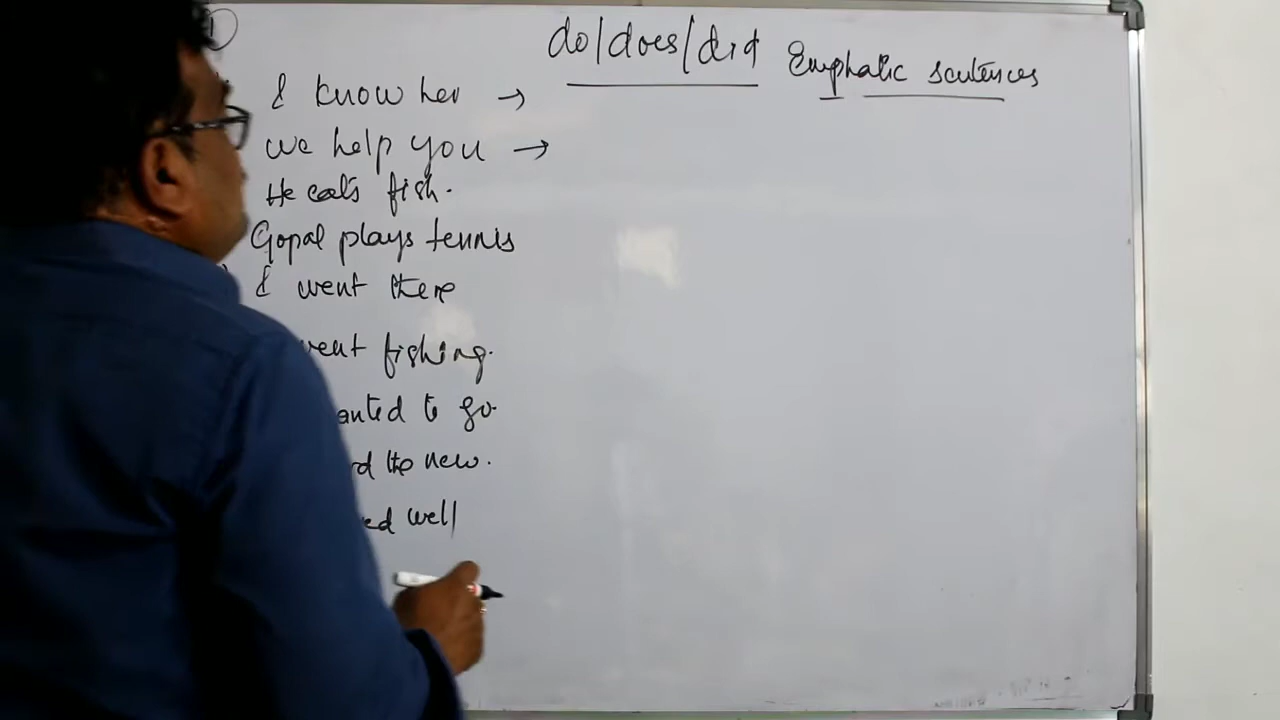 do/does/did Emphatic sentences
I know her →
we help you →
He eats fish.
Gopal plays tennis
I went there
went fishing.
anted to go.
rd the new.
ed well